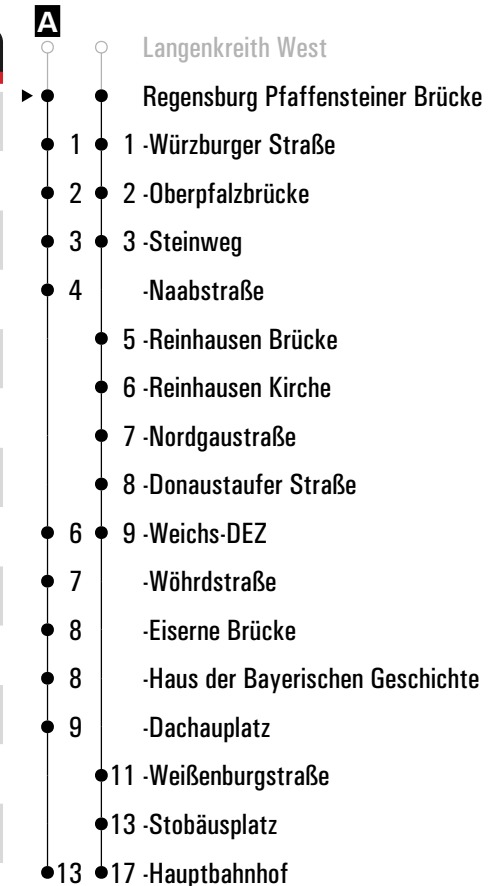 A
Langenkreith West
Regensburg Pfaffensteiner Brücke
1 1 -Würzburger Straße
2 2 -Oberpfalzbrücke
3 3 -Steinweg
4 -Naabstraße
5 -Reinhausen Brücke
6 -Reinhausen Kirche
7 -Nordgaustraße
8 -Donaustaufer Straße
6 9 -Weichs-DEZ
7 -Wöhrdstraße
8 -Eiserne Brücke
8 -Haus der Bayerischen Geschichte
9 -Dachauplatz
11 -Weißenburgstraße
13 -Stobäusplatz
13 17 -Hauptbahnhof